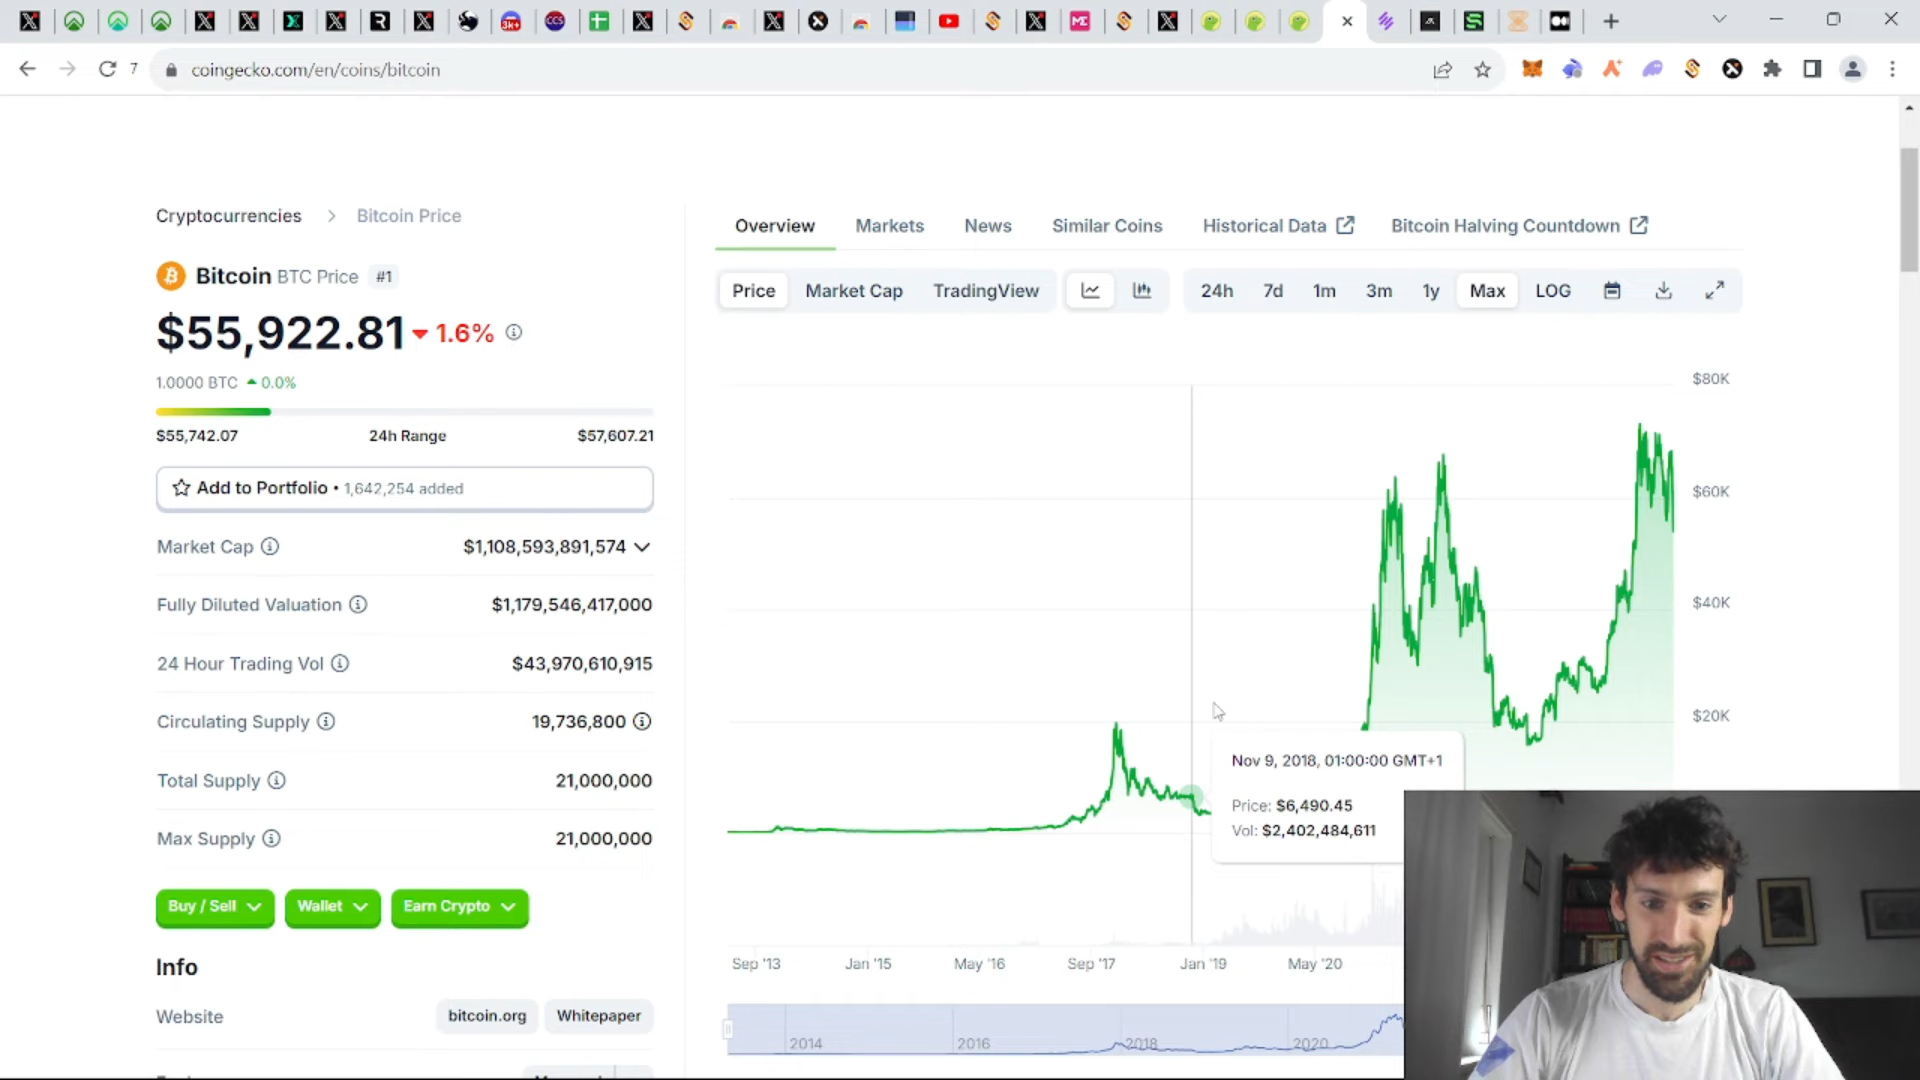 7
coingecko.com/en/coins/bitcoin
Cryptocurrencies > Bitcoin Price
Bitcoin BTC Price #1
$55,922.81 1.6%
1.0000 BTC 0.0%
$55,742.07 24h Range $57,607.21
Add to Portfolio • 1,642,254 added
Market Cap $1,108,593,891,574
Fully Diluted Valuation $1,179,546,417,000
24 Hour Trading Vol $43,970,610,915
Circulating Supply 19,736,800
Total Supply 21,000,000
Max Supply 21,000,000
Buy / Sell Wallet Earn Crypto
Info
Website bitcoin.org Whitepaper
Overview Markets News Similar Coins Historical Data Bitcoin Halving Countdown
Price Market Cap TradingView 24h 7d 1m 3m 1y Max LOG
$80K
$60K
$40K
$20K
Nov 9, 2018, 01:00:00 GMT+1
Price: $6,490.45
Vol: $2,402,484,611
Sep '13 Jan '15 May '16 Sep '17 Jan '19 May '20
2014 2016 2018 2020